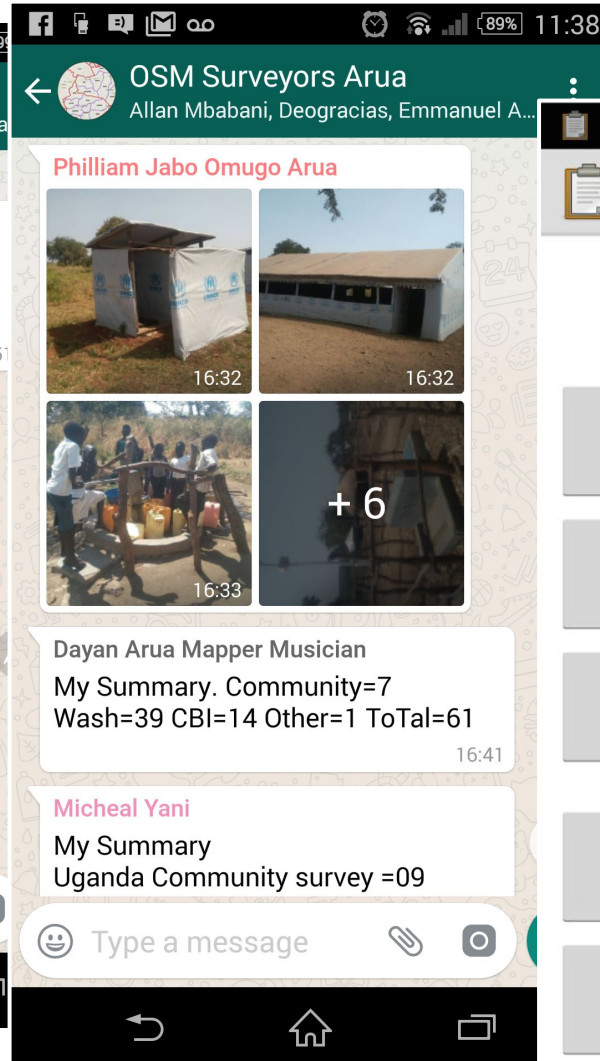 89% 11:38
OSM Surveyors Arua
Allan Mbabani, Deogracias, Emmanuel A...
Philliam Jabo Omugo Arua
16:32
16:32
16:33
+ 6
Dayan Arua Mapper Musician
My Summary. Community=7
Wash=39 CBI=14 Other=1 ToTal=61
16:41
Micheal Yani
My Summary
Uganda Community survey =09
Type a message